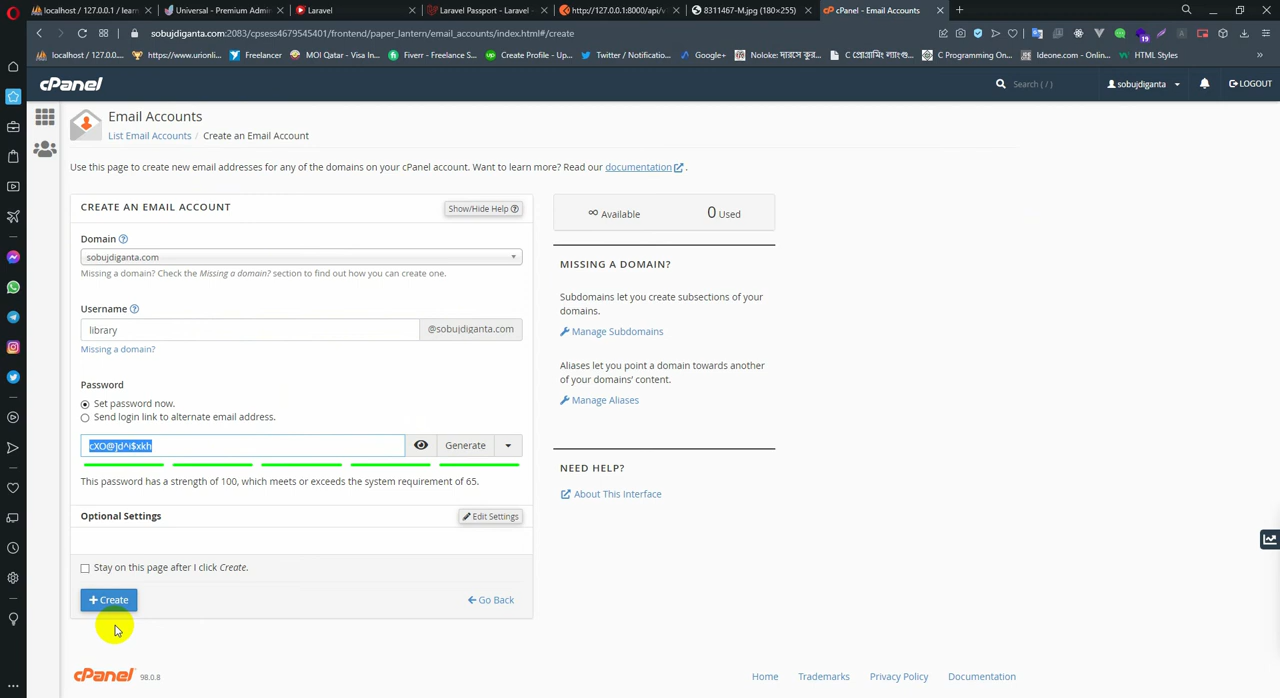 localhost / 127.0.0.1 / learn
Universal - Premium Admin
Laravel
Laravel Passport - Laravel -
http://127.0.0.1:8000/api/v
8311467-M.jpg (180×255)
cPanel - Email Accounts
sobujdiganta.com:2083/cpsess4679545401/frontend/paper_lantern/email_accounts/index.html#/create
localhost / 127.0.0.1
https://www.urionli...
Freelancer
MOI Qatar - Visa In...
Fiverr - Freelance S...
Create Profile - Up...
Twitter / Notificatio...
Google+
C Programming On...
Ideone.com - Onlin...
HTML Styles
cPanel
Search ( / )
sobujdiganta
LOGOUT
Email Accounts
List Email Accounts / Create an Email Account
Use this page to create new email addresses for any of the domains on your cPanel account. Want to learn more? Read our documentation .
CREATE AN EMAIL ACCOUNT
Show/Hide Help
Domain
sobujdiganta.com
Missing a domain? Check the Missing a domain? section to find out how you can create one.
Username
library
@sobujdiganta.com
Missing a domain?
Password
Set password now.
Send login link to alternate email address.
cXO@]d^i$xkh
Generate
This password has a strength of 100, which meets or exceeds the system requirement of 65.
Optional Settings
Edit Settings
Stay on this page after I click Create.
+ Create
Go Back
∞ Available
0 Used
MISSING A DOMAIN?
Subdomains let you create subsections of your
domains.
Manage Subdomains
Aliases let you point a domain towards another
of your domains’ content.
Manage Aliases
NEED HELP?
About This Interface
cPanel 98.0.8
Home
Trademarks
Privacy Policy
Documentation